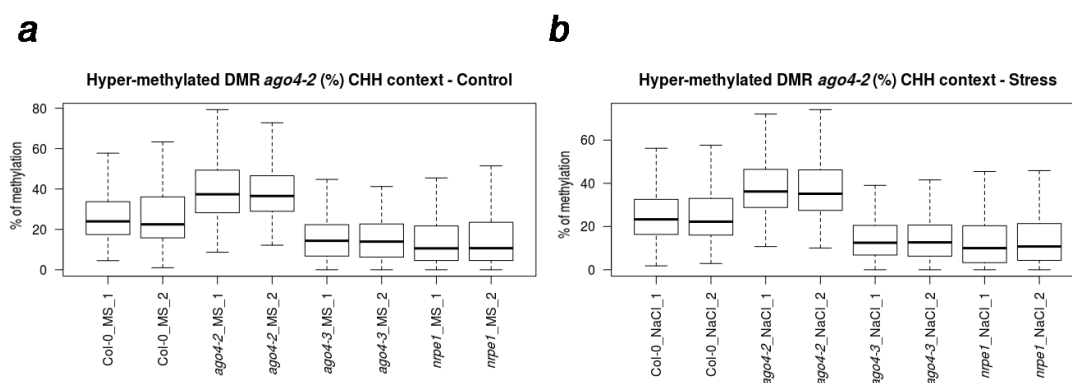 a
Hyper-methylated DMR ago4-2 (%) CHH context - Control
% of methylation
80
60
40
20
0
Col-0_MS_1
Col-0_MS_2
ago4-2_MS_1
ago4-2_MS_2
ago4-3_MS_1
ago4-3_MS_2
nrpe1_MS_1
nrpe1_MS_2
b
Hyper-methylated DMR ago4-2 (%) CHH context - Stress
% of methylation
60
40
20
0
Col-0_NaCl_1
Col-0_NaCl_2
ago4-2_NaCl_1
ago4-2_NaCl_2
ago4-3_NaCl_1
ago4-3_NaCl_2
nrpe1_NaCl_1
nrpe1_NaCl_2